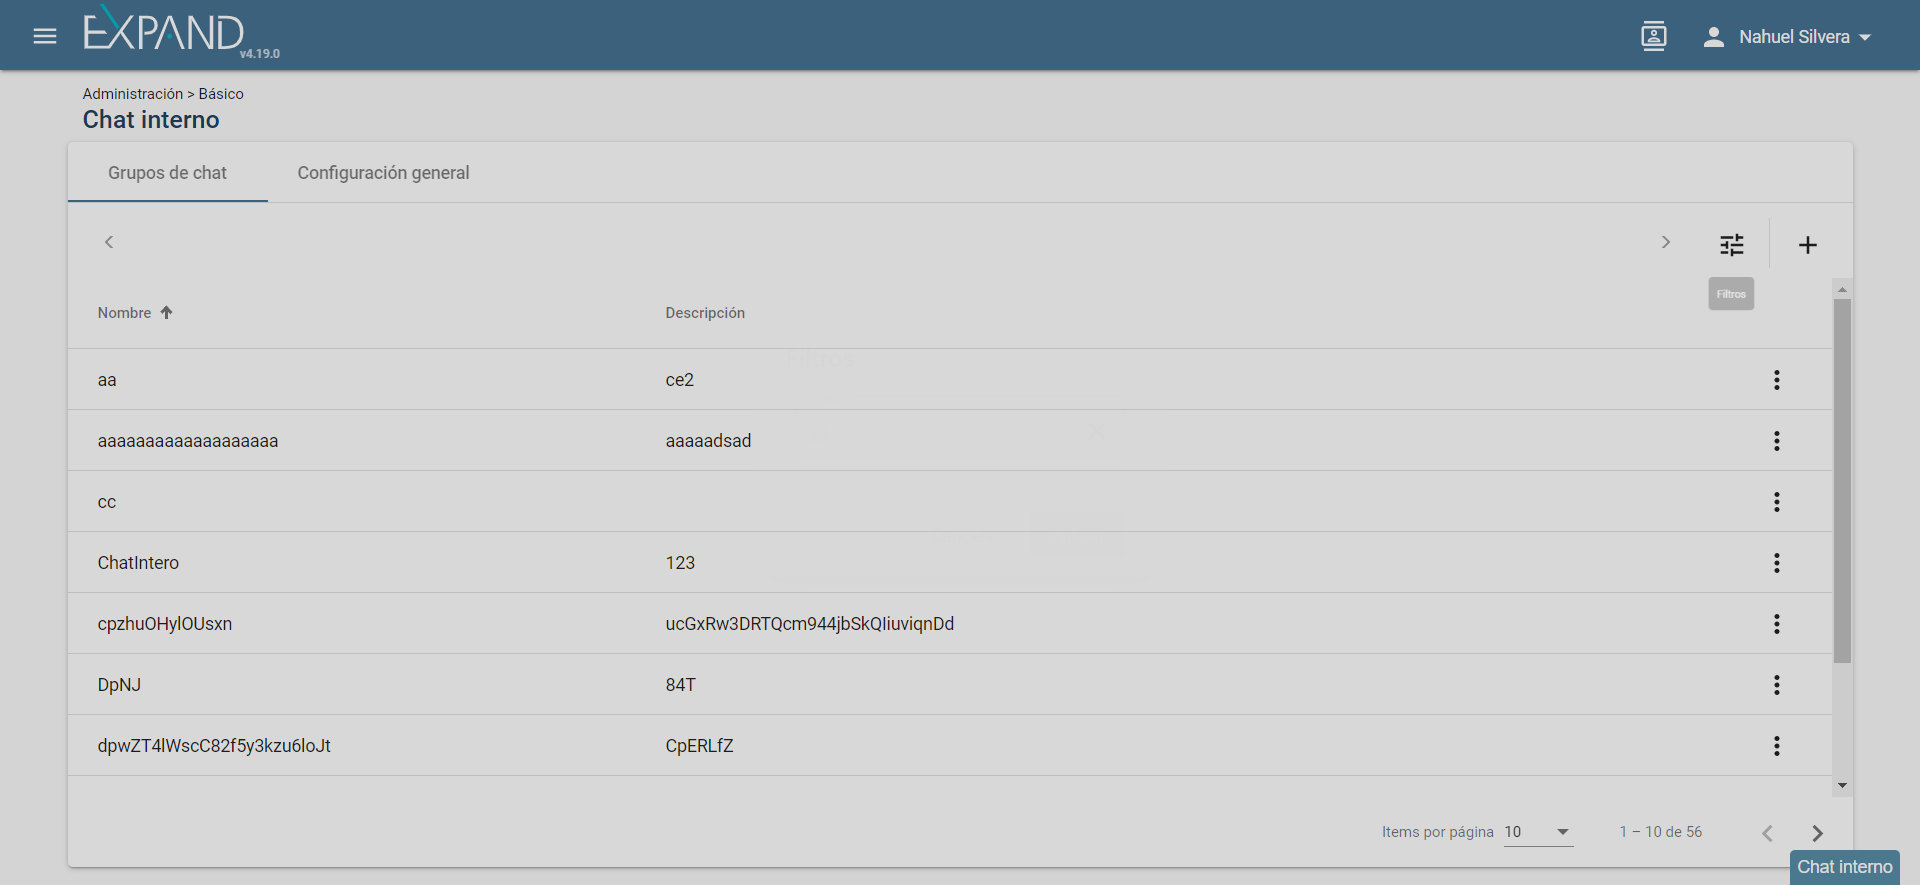 EXPAND
v4.19.0
Nahuel Silvera
Administración > Básico
Chat interno
Grupos de chat
Configuración general
Filtros
Nombre
Descripción
aa
ce2
aaaaaaaaaaaaaaaaaaa
aaaaadsad
cc
ChatIntero
123
cpzhuOHylOUsxn
ucGxRw3DRTQcm944jbSkQIiuviqnDd
DpNJ
84T
dpwZT4lWscC82f5y3kzu6loJt
CpERLfZ
Items por página
10
1 – 10 de 56
Chat interno